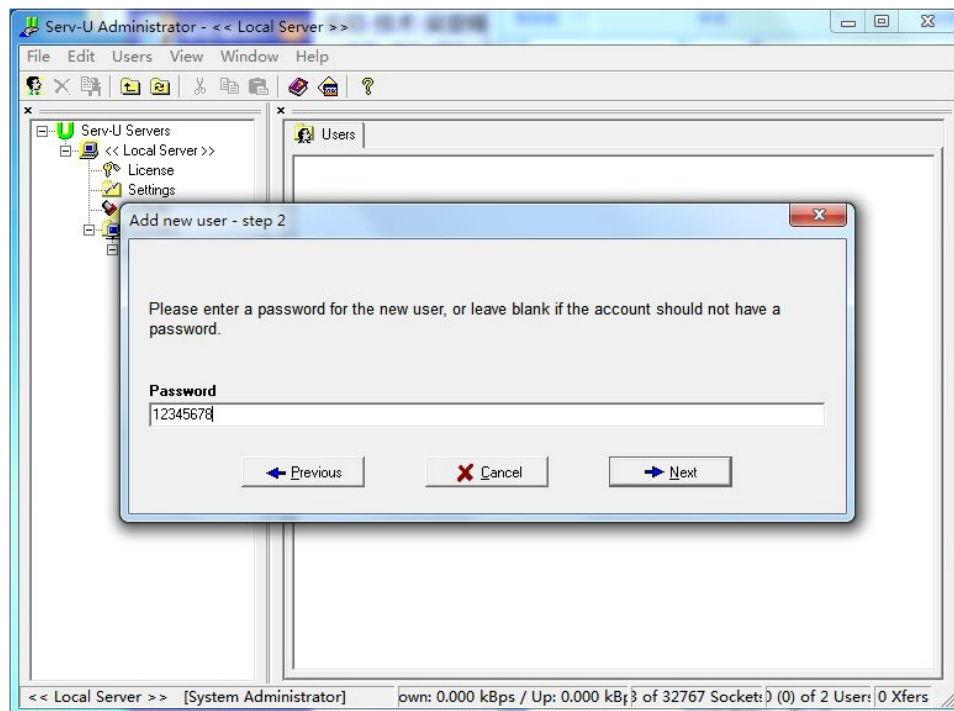 Serv-U Administrator - << Local Server >>
File Edit Users View Window Help
Serv-U Servers
<< Local Server >>
License
Settings
Users
Add new user - step 2
Please enter a password for the new user, or leave blank if the account should not have a
password.
Password
12345678
Previous Cancel Next
<< Local Server >> [System Administrator] own: 0.000 kBps / Up: 0.000 kBp 3 of 32767 Socket: 0 (0) of 2 User: 0 Xfers